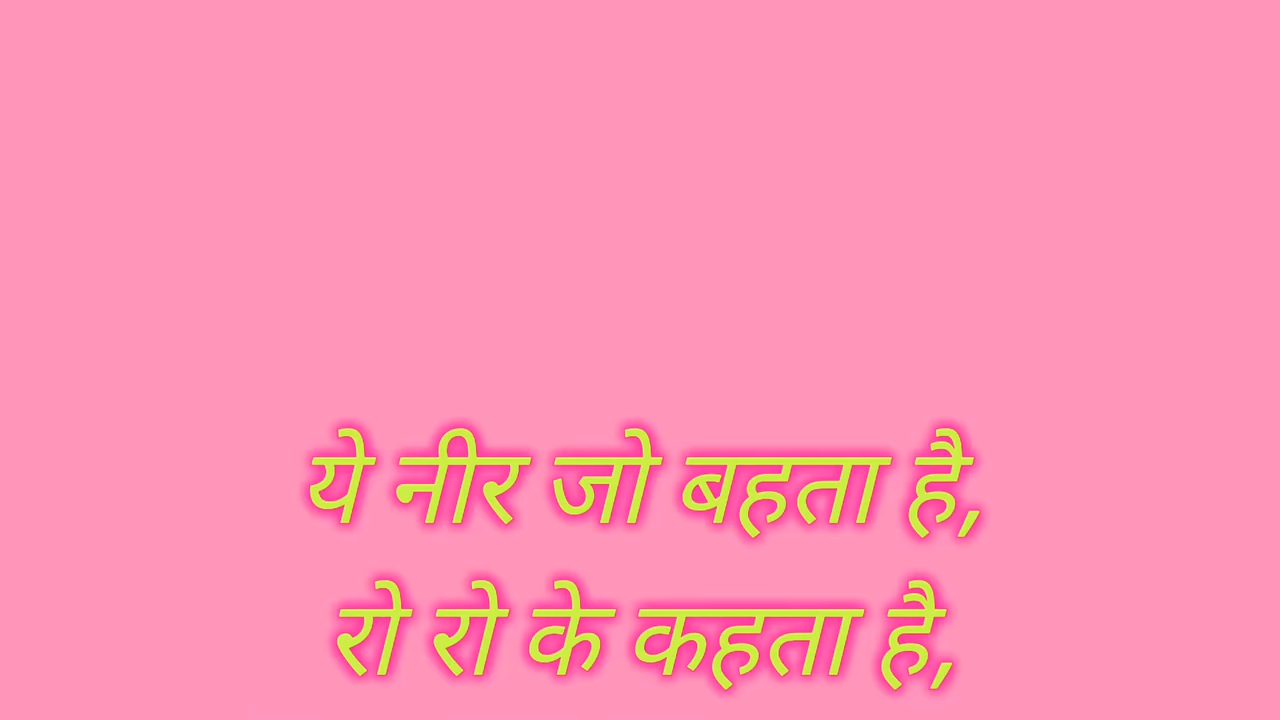 ये नीर जो बहता है,
रो रो के कहता है,